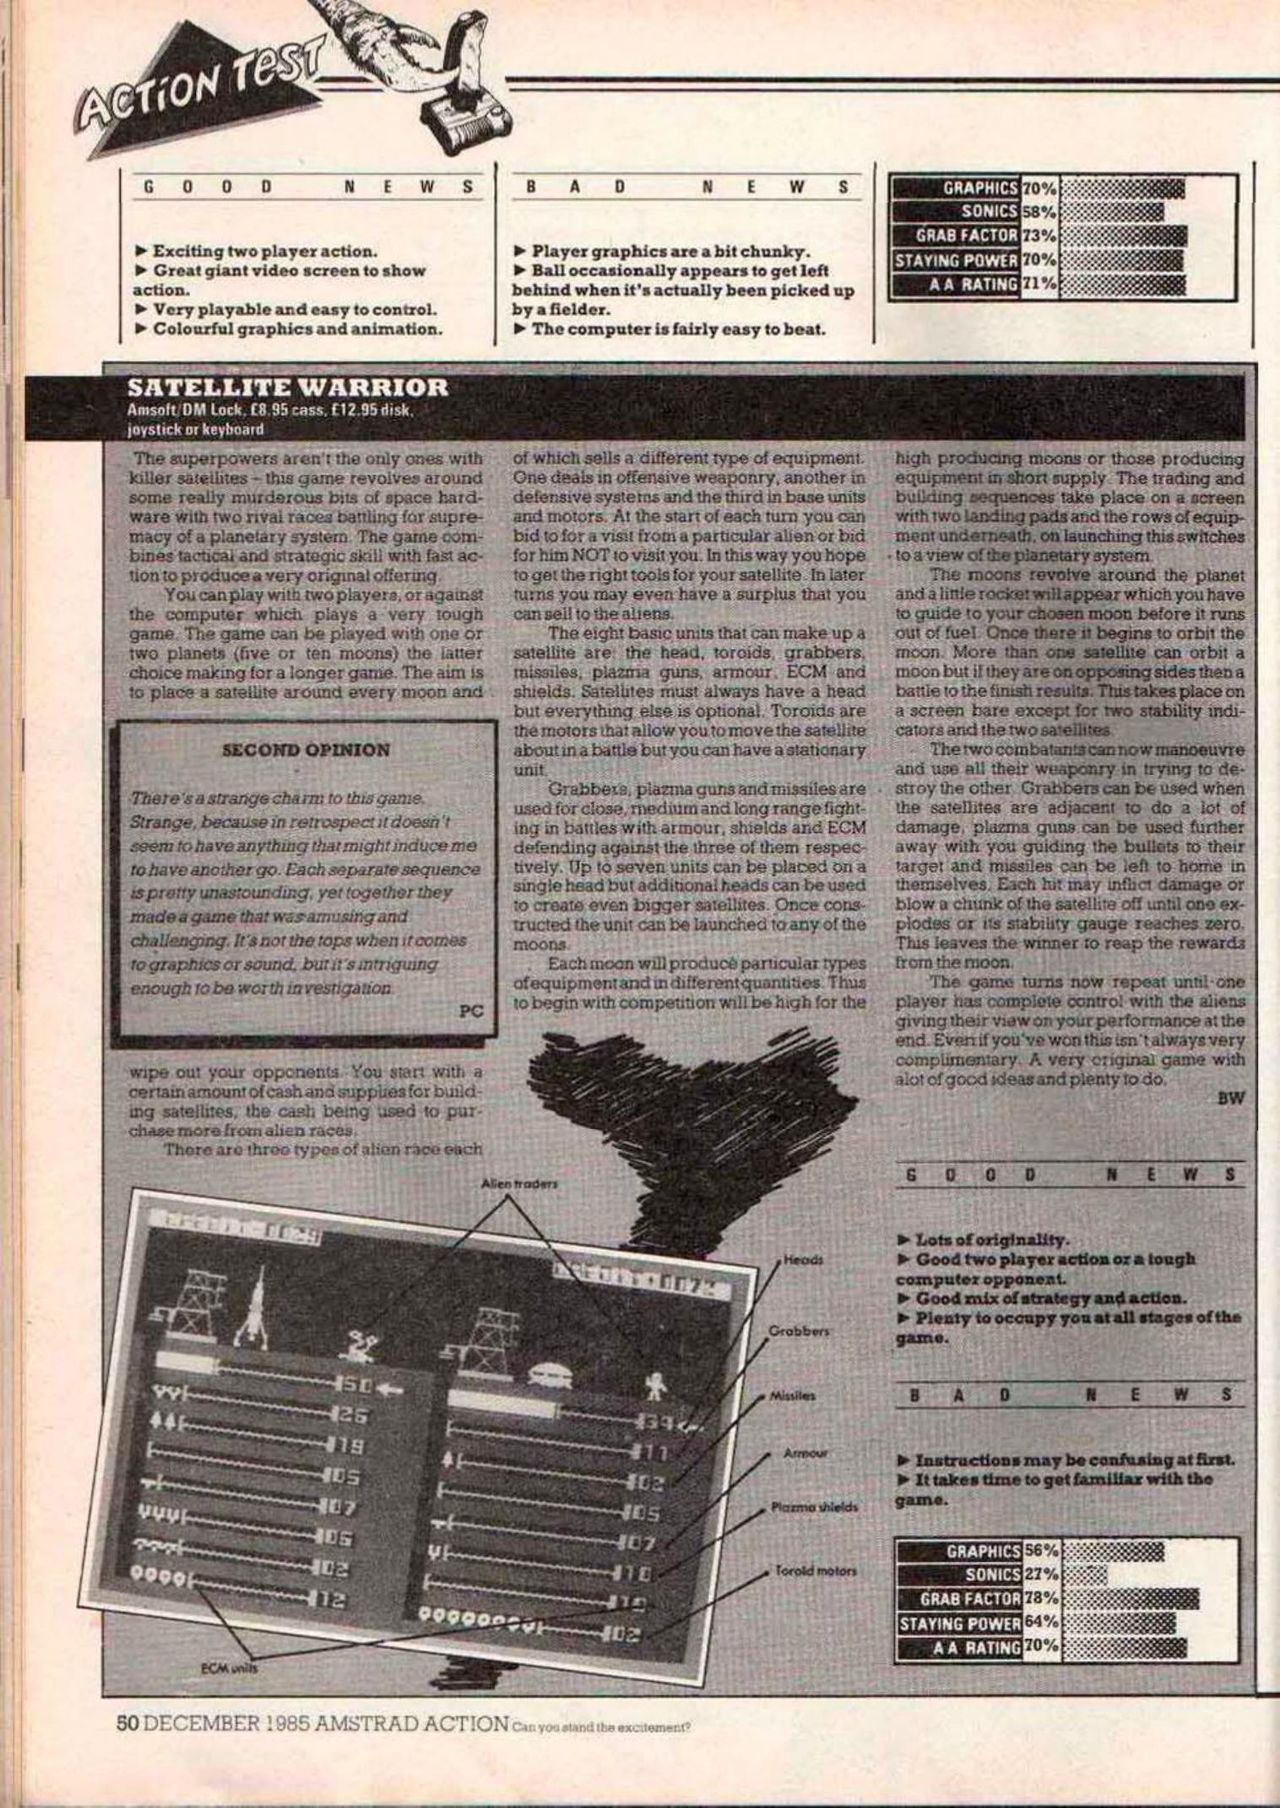 ACTION TEST
GOOD NEWS
► Exciting two player action.
► Great giant video screen to show
action.
► Very playable and easy to control.
► Colourful graphics and animation.
BAD NEWS
► Player graphics are a bit chunky.
► Ball occasionally appears to get left
behind when it's actually been picked up
by a fielder.
► The computer is fairly easy to beat.
GRAPHICS 70%
SONICS 58%
GRAB FACTOR 73%
STAYING POWER 70%
AA RATING 71%
SATELLITE WARRIOR
Amsoft/DM Lock, £8.95 cass, £12.95 disk,
joystick or keyboard
The superpowers aren't the only ones with
killer satellites – this game revolves around
some really murderous bits of space hard-
ware with two rival races battling for supre-
macy of a planetary system. The game com-
bines tactical and strategic skill with fast ac-
tion to produce a very original offering.
You can play with two players, or against
the computer which plays a very tough
game. The game can be played with one or
two planets (five or ten moons) the latter
choice making for a longer game. The aim is
to place a satellite around every moon and
SECOND OPINION
There's a strange charm to this game.
Strange, because in retrospect it doesn't
seem to have anything that might induce me
to have another go. Each separate sequence
is pretty unastounding, yet together they
made a game that was amusing and
challenging. It's not the tops when it comes
to graphics or sound, but it's intriguing
enough to be worth investigation.
PC
wipe out your opponents. You start with a
certain amount of cash and supplies for build-
ing satellites, the cash being used to pur-
chase more from alien races.
There are three types of alien race each
of which sells a different type of equipment.
One deals in offensive weaponry, another in
defensive systems and the third in base units
and motors. At the start of each turn you can
bid to for a visit from a particular alien or bid
for him NOT to visit you. In this way you hope
to get the right tools for your satellite. In later
turns you may even have a surplus that you
can sell to the aliens.
The eight basic units that can make up a
satellite are: the head, toroids, grabbers,
missiles, plazma guns, armour, ECM and
shields. Satellites must always have a head
but everything else is optional. Toroids are
the motors that allow you to move the satellite
about in a battle but you can have a stationary
unit.
Grabbers, plazma guns and missiles are
used for close, medium and long range fight-
ing in battles with armour, shields and ECM
defending against the three of them respec-
tively. Up to seven units can be placed on a
single head but additional heads can be used
to create even bigger satellites. Once cons-
tructed the unit can be launched to any of the
moons.
Each moon will produce particular types
of equipment and in different quantities. Thus
to begin with competition will be high for the
high producing moons or those producing
equipment in short supply. The trading and
building sequences take place on a screen
with two landing pads and the rows of equip-
ment underneath, on launching this switches
to a view of the planetary system.
The moons revolve around the planet
and a little rocket will appear which you have
to guide to your chosen moon before it runs
out of fuel. Once there it begins to orbit the
moon. More than one satellite can orbit a
moon but if they are on opposing sides then a
battle to the finish results. This takes place on
a screen bare except for two stability indi-
cators and the two satellites.
The two combatants can now manoeuvre
and use all their weaponry in trying to de-
stroy the other. Grabbers can be used when
the satellites are adjacent to do a lot of
damage, plazma guns can be used further
away with you guiding the bullets to their
target and missiles can be left to home in
themselves. Each hit may inflict damage or
blow a chunk of the satellite off until one ex-
plodes or its stability gauge reaches zero.
This leaves the winner to reap the rewards
from the moon.
The game turns now repeat until one
player has complete control with the aliens
giving their view on your performance at the
end. Even if you've won this isn't always very
complimentary. A very original game with
alot of good ideas and plenty to do.
BW
Alien traders
Heads
Grabbers
Missiles
Armour
Plazma shields
Torold motors
ECM units
50
26
19
05
07
05
02
12
39
11
02
05
07
10
02
GOOD NEWS
► Lots of originality.
► Good two player action or a tough
computer opponent.
► Good mix of strategy and action.
► Plenty to occupy you at all stages of the
game.
BAD NEWS
► Instructions may be confusing at first.
► It takes time to get familiar with the
game.
GRAPHICS 56%
SONICS 27%
GRAB FACTOR 78%
STAYING POWER 64%
AA RATING 70%
50 DECEMBER 1985 AMSTRAD ACTION Can you stand the excitement?